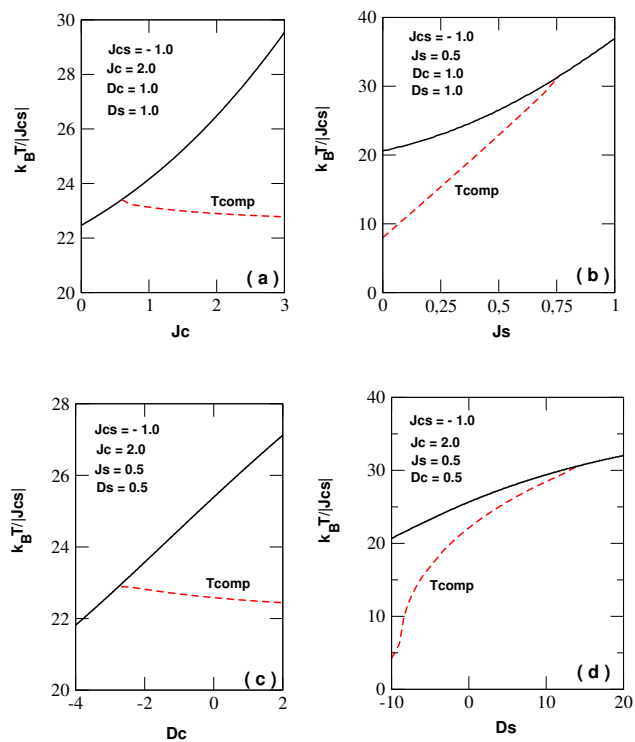 30
28
26
24
22
20
k_BT/|Jcs|
Jcs = - 1.0
Jc = 2.0
Dc = 1.0
Ds = 1.0
Tcomp
( a )
0 1 2 3
Jc
40
30
20
10
0
k_BT/|Jcs|
Jcs = - 1.0
Js = 0.5
Dc = 1.0
Ds = 1.0
Tcomp
( b )
0 0,25 0,5 0,75 1
Js
28
26
24
22
20
k_BT/|Jcs|
Jcs = - 1.0
Jc = 2.0
Js = 0.5
Ds = 0.5
Tcomp
( c )
-4 -2 0 2
Dc
40
30
20
10
0
k_BT/|Jcs|
Jcs = - 1.0
Jc = 2.0
Js = 0.5
Dc = 0.5
Tcomp
( d )
-10 0 10 20
Ds